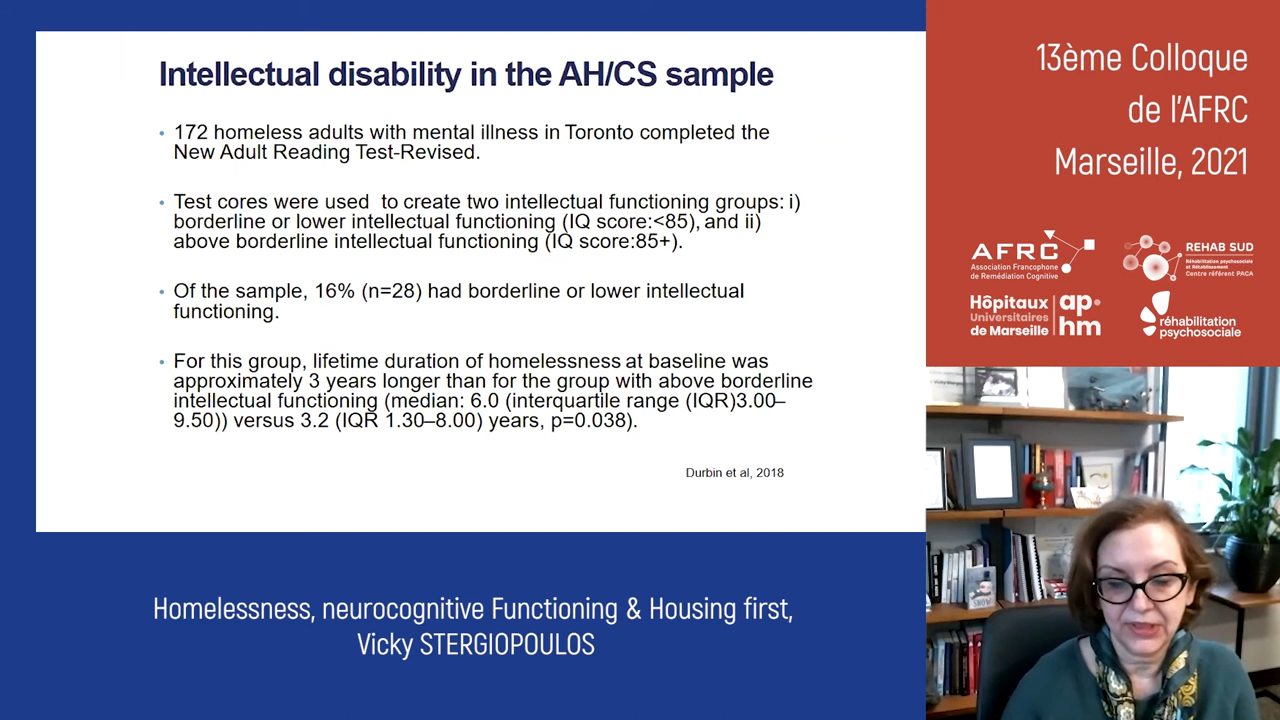 Intellectual disability in the AH/CS sample
172 homeless adults with mental illness in Toronto completed the
New Adult Reading Test-Revised.
Test cores were used  to create two intellectual functioning groups: i)
borderline or lower intellectual functioning (IQ score:<85), and ii)
above borderline intellectual functioning (IQ score:85+).
Of the sample, 16% (n=28) had borderline or lower intellectual
functioning.
For this group, lifetime duration of homelessness at baseline was
approximately 3 years longer than for the group with above borderline
intellectual functioning (median: 6.0 (interquartile range (IQR)3.00–
9.50)) versus 3.2 (IQR 1.30–8.00) years, p=0.038).
Durbin et al, 2018
Homelessness, neurocognitive Functioning & Housing first,
Vicky STERGIOPOULOS
13ème Colloque
de l'AFRC
Marseille, 2021
AFRC
Association Francophone
de Remédiation Cognitive
REHAB SUD
Réhabilitation psychosociale
et Rétablissement
Centre référent PACA
Hôpitaux
Universitaires
de Marseille
ap•
hm
réhabilitation
psychosociale
SNOW